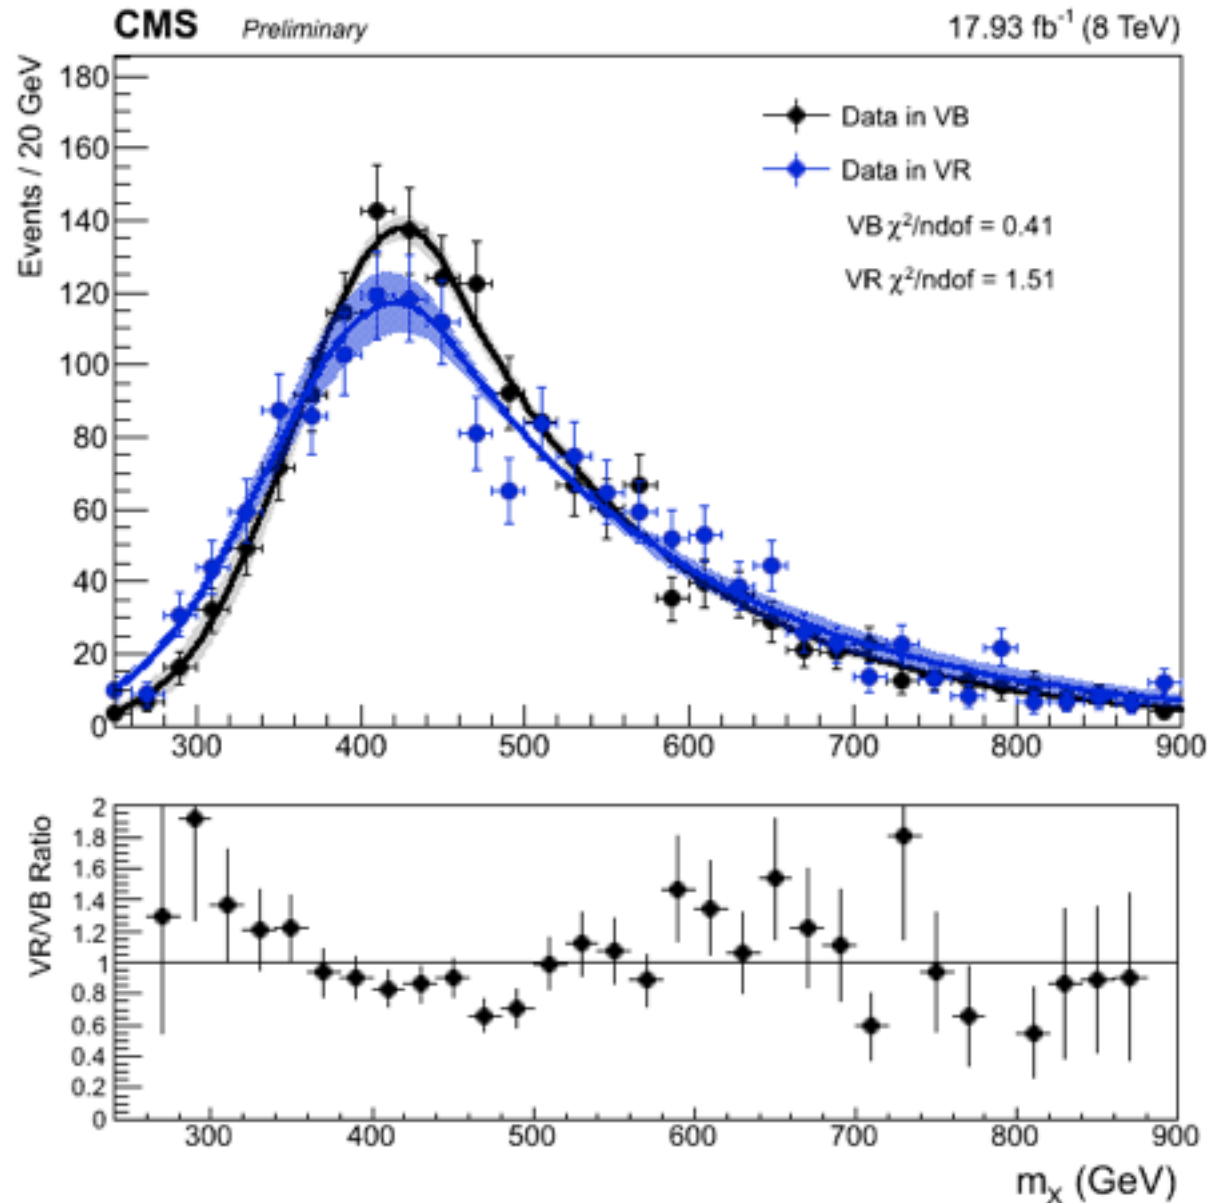 CMS Preliminary 17.93 fb⁻¹ (8 TeV)
Events / 20 GeV
180
160
140
120
100
80
60
40
20
0
Data in VB
Data in VR
VB χ²/ndof = 0.41
VR χ²/ndof = 1.51
300 400 500 600 700 800 900
VR/VB Ratio
2
1.8
1.6
1.4
1.2
1
0.8
0.6
0.4
0.2
0
300 400 500 600 700 800 900
mₓ (GeV)